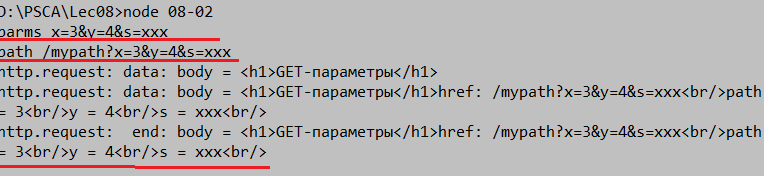 D:\PSCA\Lec08>node 08-02
parms x=3&y=4&s=xxx
path /mypath?x=3&y=4&s=xxx
http.request: data: body = <h1>GET-параметры</h1>
http.request: data: body = <h1>GET-параметры</h1>href: /mypath?x=3&y=4&s=xxx<br/>path
= 3<br/>y = 4<br/>s = xxx<br/>
http.request:  end: body = <h1>GET-параметры</h1>href: /mypath?x=3&y=4&s=xxx<br/>path
= 3<br/>y = 4<br/>s = xxx<br/>